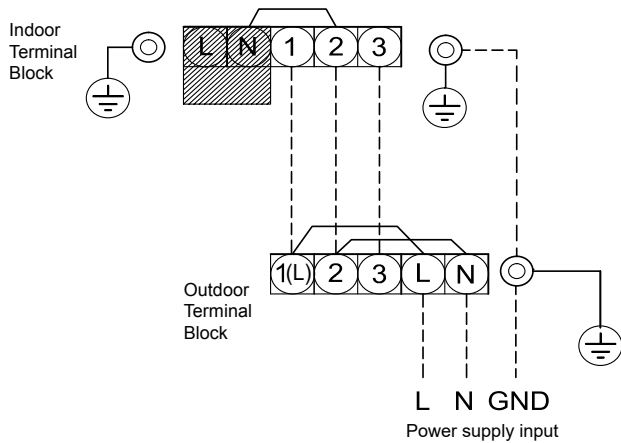 Indoor
Terminal
Block
L N 1 2 3
1(L) 2 3 L N
Outdoor
Terminal
Block
L N GND
Power supply input